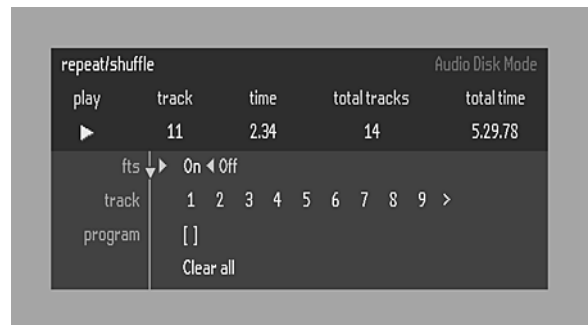 repeat/shuffle Audio Disk Mode
play track time total tracks total time
11 2.34 14 5.29.78
fts On Off
track 1 2 3 4 5 6 7 8 9 >
program [ ]
Clear all